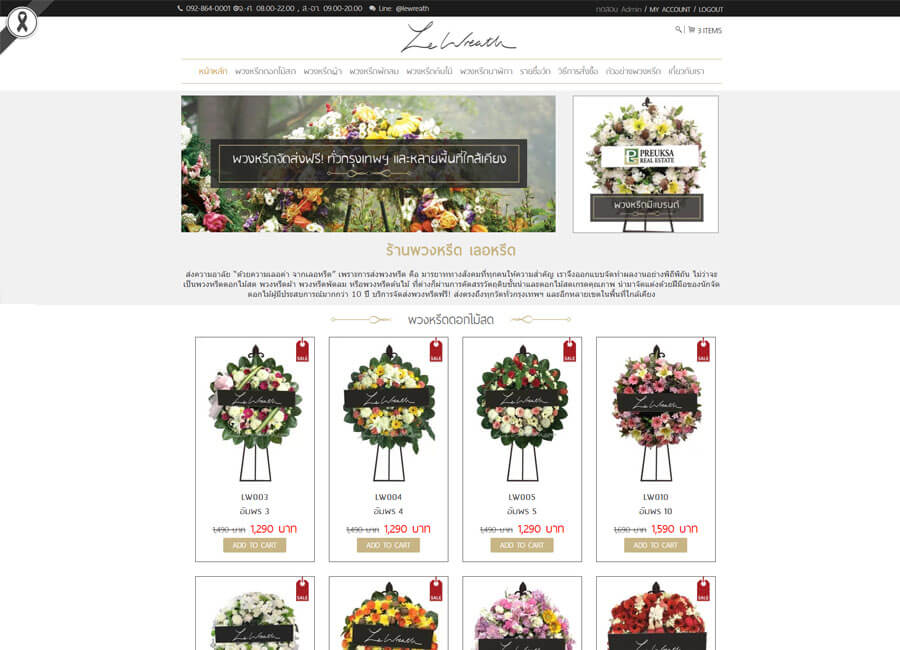 092-864-0001 @จ.-ศ. 08.00-22.00 , ส.-อา. 09.00-20.00 Line: @lewreath
ทดสอบ Admin / MY ACCOUNT / LOGOUT
Le Wreath
3 ITEMS
หน้าหลัก พวงหรีดดอกไม้สด พวงหรีดผ้า พวงหรีดพัดลม พวงหรีดต้นไม้ พวงหรีดนาฬิกา รายชื่อวัด วิธีการสั่งซื้อ ตัวอย่างพวงหรีด เกี่ยวกับเรา
พวงหรีดจัดส่งฟรี! ทั่วกรุงเทพฯ และหลายพื้นที่ใกล้เคียง
PREUKSA
REAL ESTATE
พวงหรีดมีแบรนด์
ร้านพวงหรีด เลอหรีด
ส่งความอาลัย "ด้วยความเลอค่า จากเลอหรีด" เพราะการส่งพวงหรีด คือ มารยาททางสังคมที่ทุกคนให้ความสำคัญ เราจึงออกแบบจัดทำผลงานอย่างพิถีพิถัน ไม่ว่าจะ
เป็นพวงหรีดดอกไม้สด พวงหรีดผ้า พวงหรีดพัดลม หรือพวงหรีดต้นไม้ ที่ต่างก็ผ่านการคัดสรรวัตถุดิบชั้นนำและดอกไม้สดเกรดคุณภาพ นำมาจัดแต่งด้วยฝีมือของนักจัด
ดอกไม้ผู้มีประสบการณ์มากกว่า 10 ปี บริการจัดส่งพวงหรีดฟรี! ส่งตรงถึงทุกวัดทั่วกรุงเทพฯ และอีกหลายเขตในพื้นที่ใกล้เคียง
พวงหรีดดอกไม้สด
SALE SALE SALE SALE
Le Wreath Le Wreath Le Wreath Le Wreath
LW003 LW004 LW005 LW010
อัมพร 3 อัมพร 4 อัมพร 5 อัมพร 10
1,490 บาท 1,290 บาท 1,490 บาท 1,290 บาท 1,490 บาท 1,290 บาท 1,690 บาท 1,590 บาท
ADD TO CART ADD TO CART ADD TO CART ADD TO CART
SALE SALE SALE SALE
Le Wreath Le Wreath Le Wreath Le Wreath